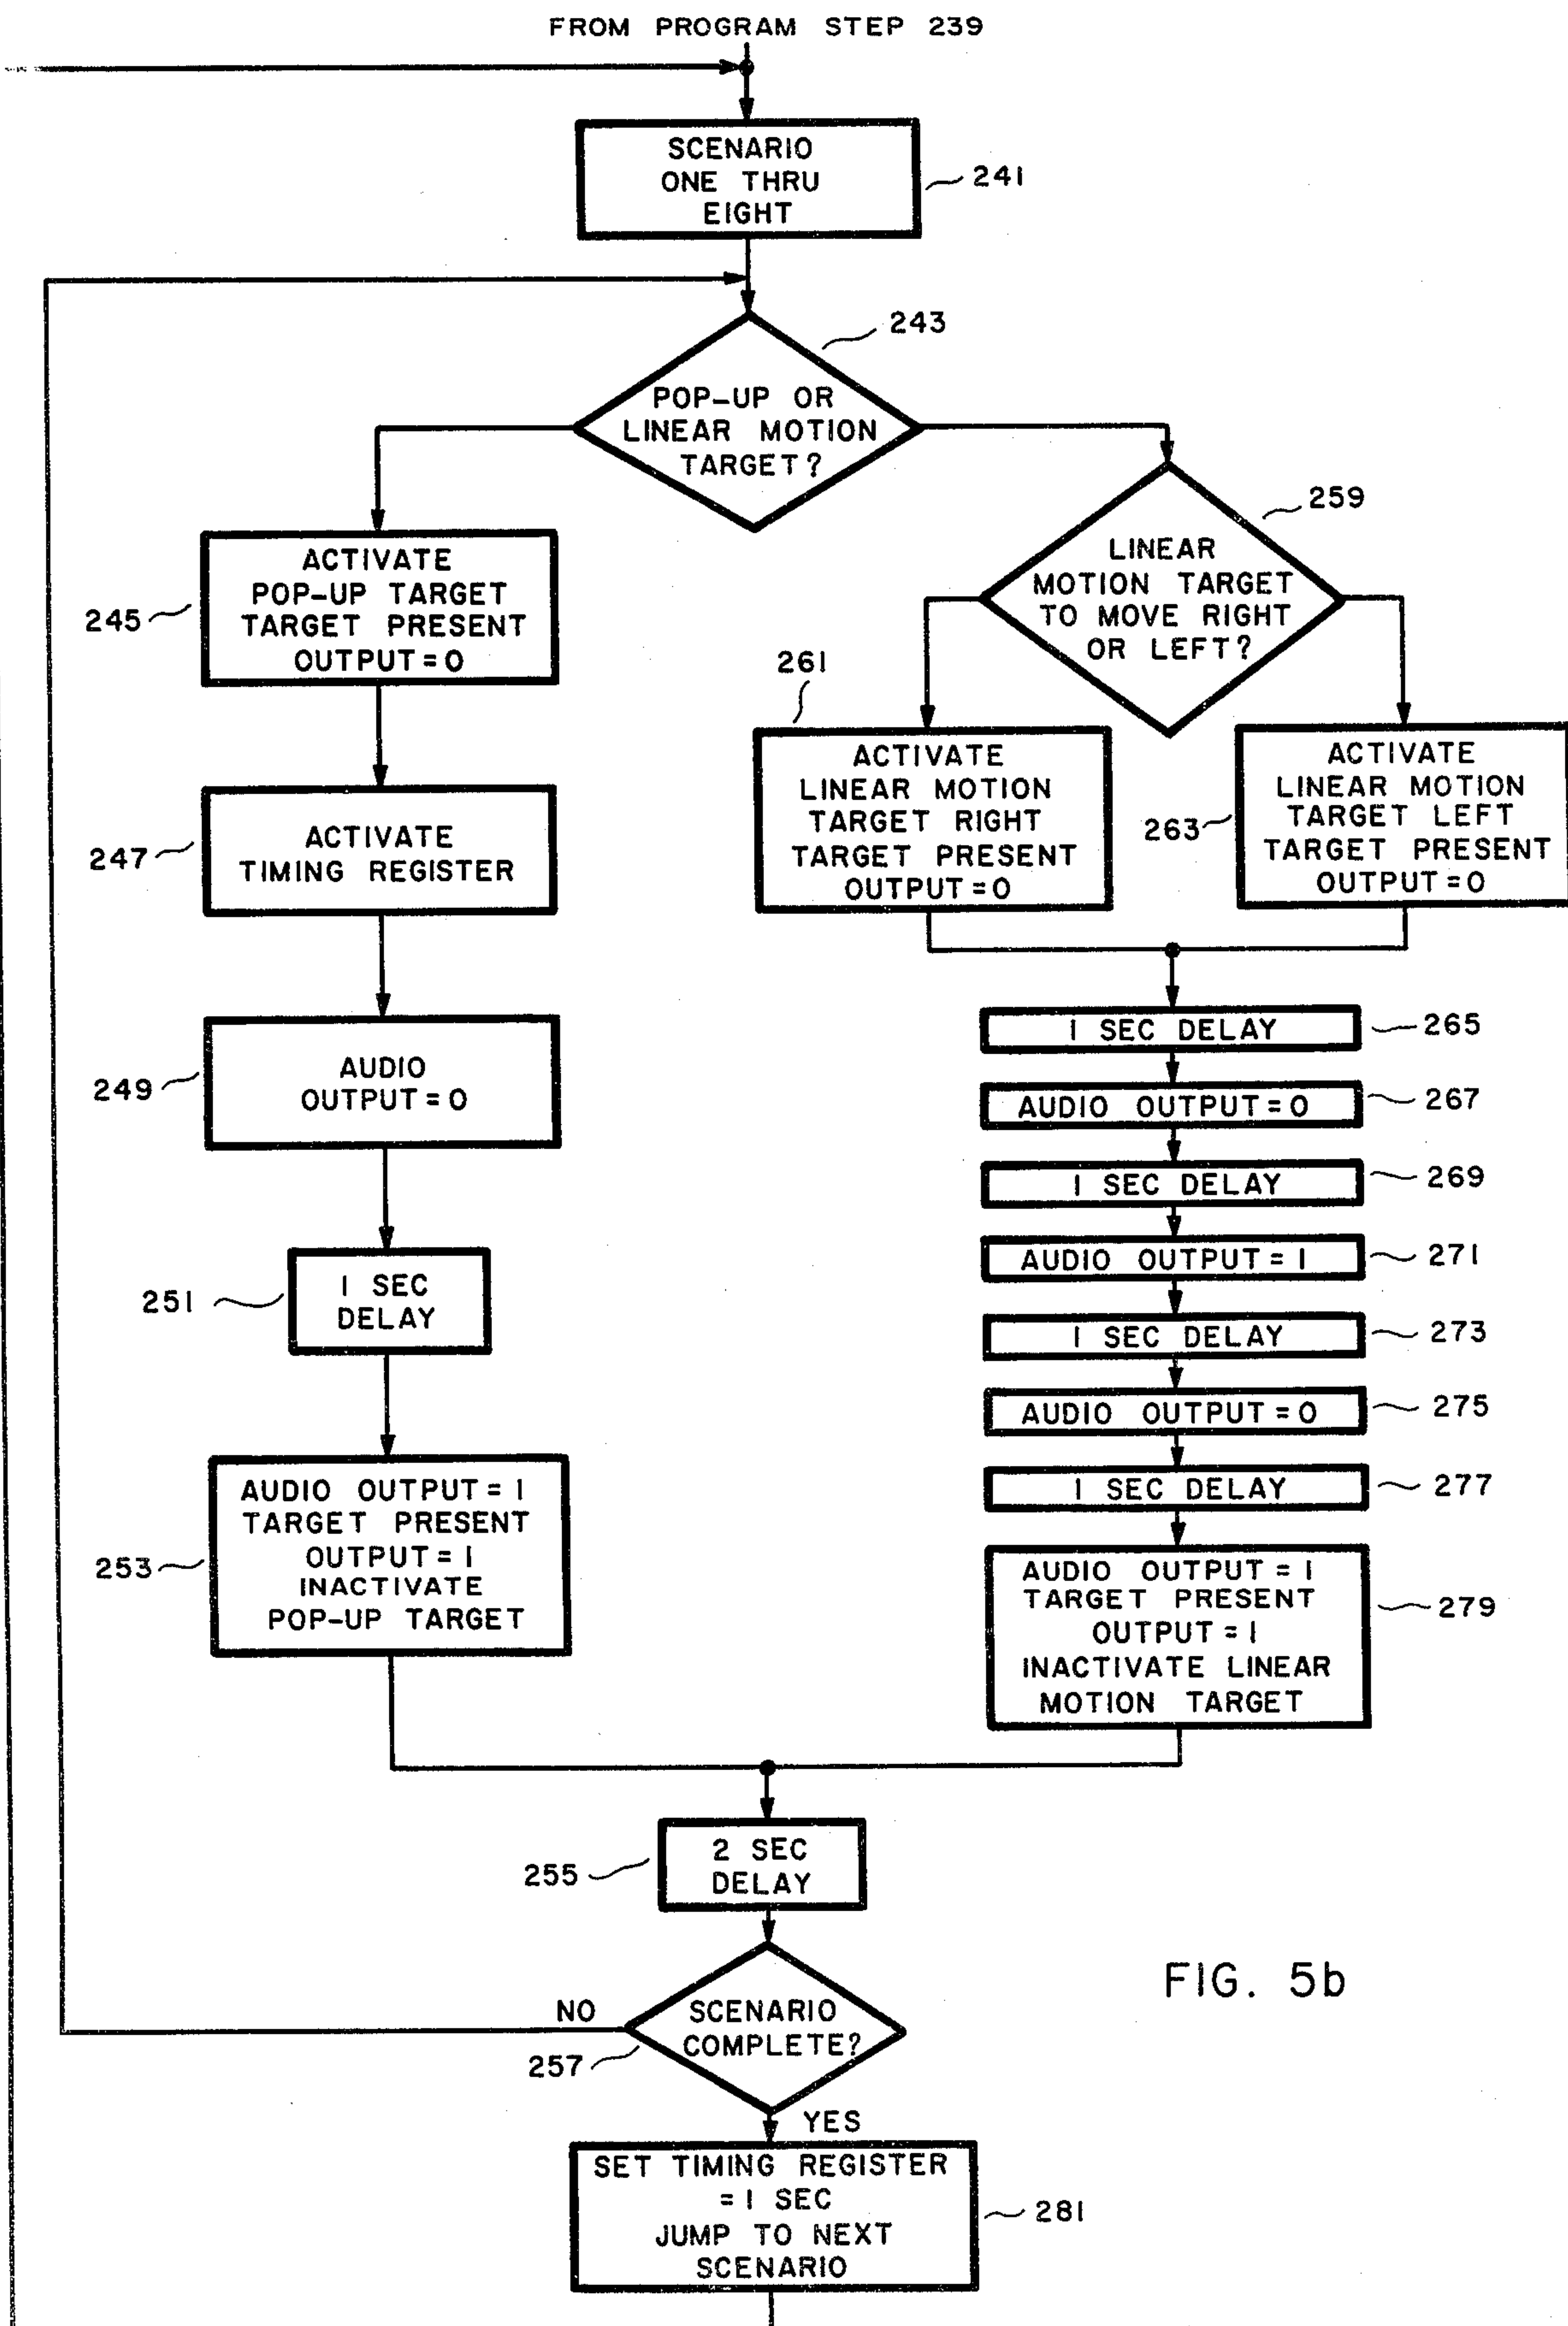 FROM PROGRAM STEP 239
SCENARIO
ONE THRU
EIGHT
241
243
POP-UP OR
LINEAR MOTION
TARGET?
259
LINEAR
MOTION TARGET
TO MOVE RIGHT
OR LEFT?
ACTIVATE
POP-UP TARGET
TARGET PRESENT
OUTPUT = 0
245
261
ACTIVATE
LINEAR MOTION
TARGET RIGHT
TARGET PRESENT
OUTPUT = 0
263
ACTIVATE
LINEAR MOTION
TARGET LEFT
TARGET PRESENT
OUTPUT = 0
247
ACTIVATE
TIMING REGISTER
249
AUDIO
OUTPUT = 0
251
1 SEC
DELAY
253
AUDIO OUTPUT = 1
TARGET PRESENT
OUTPUT = 1
INACTIVATE
POP-UP TARGET
1 SEC DELAY
265
AUDIO OUTPUT = 0
267
1 SEC DELAY
269
AUDIO OUTPUT = 1
271
1 SEC DELAY
273
AUDIO OUTPUT = 0
275
1 SEC DELAY
277
AUDIO OUTPUT = 1
TARGET PRESENT
OUTPUT = 1
INACTIVATE LINEAR
MOTION TARGET
279
255
2 SEC
DELAY
NO
SCENARIO
COMPLETE?
257
YES
SET TIMING REGISTER
= 1 SEC
JUMP TO NEXT
SCENARIO
281
FIG. 5b